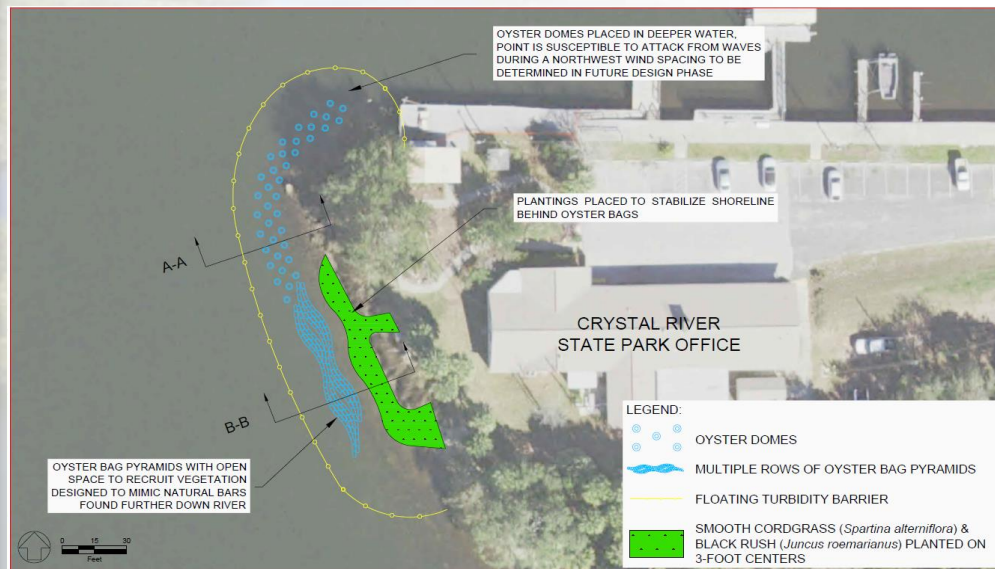 OYSTER DOMES PLACED IN DEEPER WATER,
POINT IS SUSCEPTIBLE TO ATTACK FROM WAVES
DURING A NORTHWEST WIND SPACING TO BE
DETERMINED IN FUTURE DESIGN PHASE
PLANTINGS PLACED TO STABILIZE SHORELINE
BEHIND OYSTER BAGS
A-A
CRYSTAL RIVER
STATE PARK OFFICE
B-B
OYSTER BAG PYRAMIDS WITH OPEN
SPACE TO RECRUIT VEGETATION
DESIGNED TO MIMIC NATURAL BARS
FOUND FURTHER DOWN RIVER
LEGEND:
OYSTER DOMES
MULTIPLE ROWS OF OYSTER BAG PYRAMIDS
FLOATING TURBIDITY BARRIER
SMOOTH CORDGRASS (Spartina alterniflora) &
BLACK RUSH (Juncus roemarianus) PLANTED ON
3-FOOT CENTERS
0 15 30
Feet